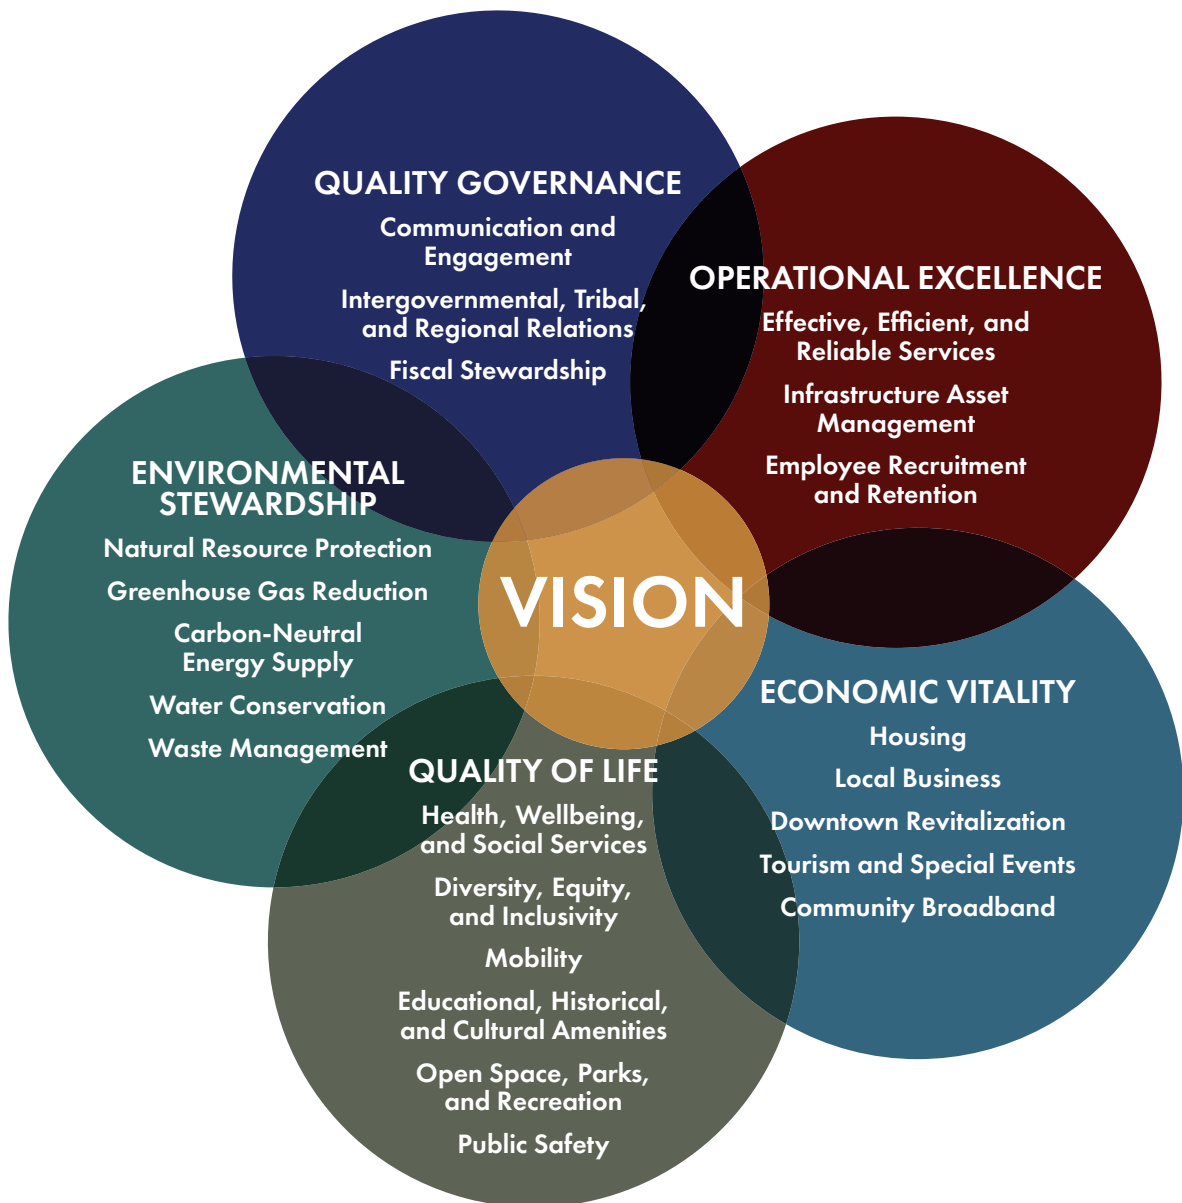 QUALITY GOVERNANCE
Communication and
Engagement
Intergovernmental, Tribal,
and Regional Relations
Fiscal Stewardship
OPERATIONAL EXCELLENCE
Effective, Efficient, and
Reliable Services
Infrastructure Asset
Management
Employee Recruitment
and Retention
ENVIRONMENTAL
STEWARDSHIP
Natural Resource Protection
Greenhouse Gas Reduction
Carbon-Neutral
Energy Supply
Water Conservation
Waste Management
VISION
ECONOMIC VITALITY
Housing
Local Business
Downtown Revitalization
Tourism and Special Events
Community Broadband
QUALITY OF LIFE
Health, Wellbeing,
and Social Services
Diversity, Equity,
and Inclusivity
Mobility
Educational, Historical,
and Cultural Amenities
Open Space, Parks,
and Recreation
Public Safety